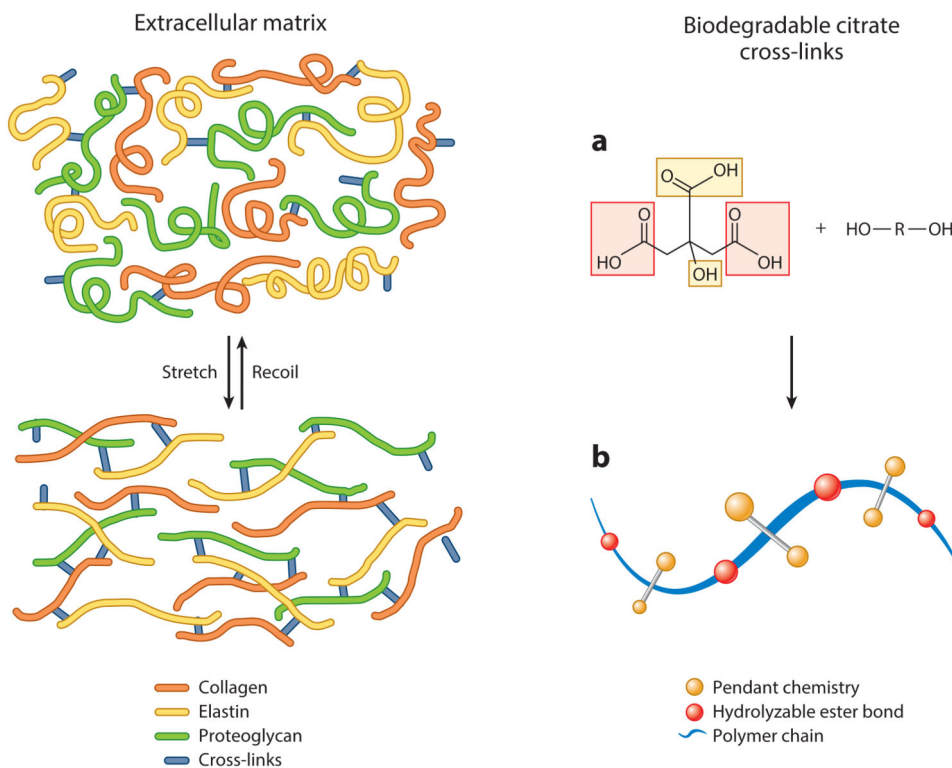 Extracellular matrix
Stretch
Recoil
Collagen
Elastin
Proteoglycan
Cross-links
Biodegradable citrate
cross-links
a
O
OH
O
HO
OH
O
OH
+
HO—R—OH
b
Pendant chemistry
Hydrolyzable ester bond
Polymer chain